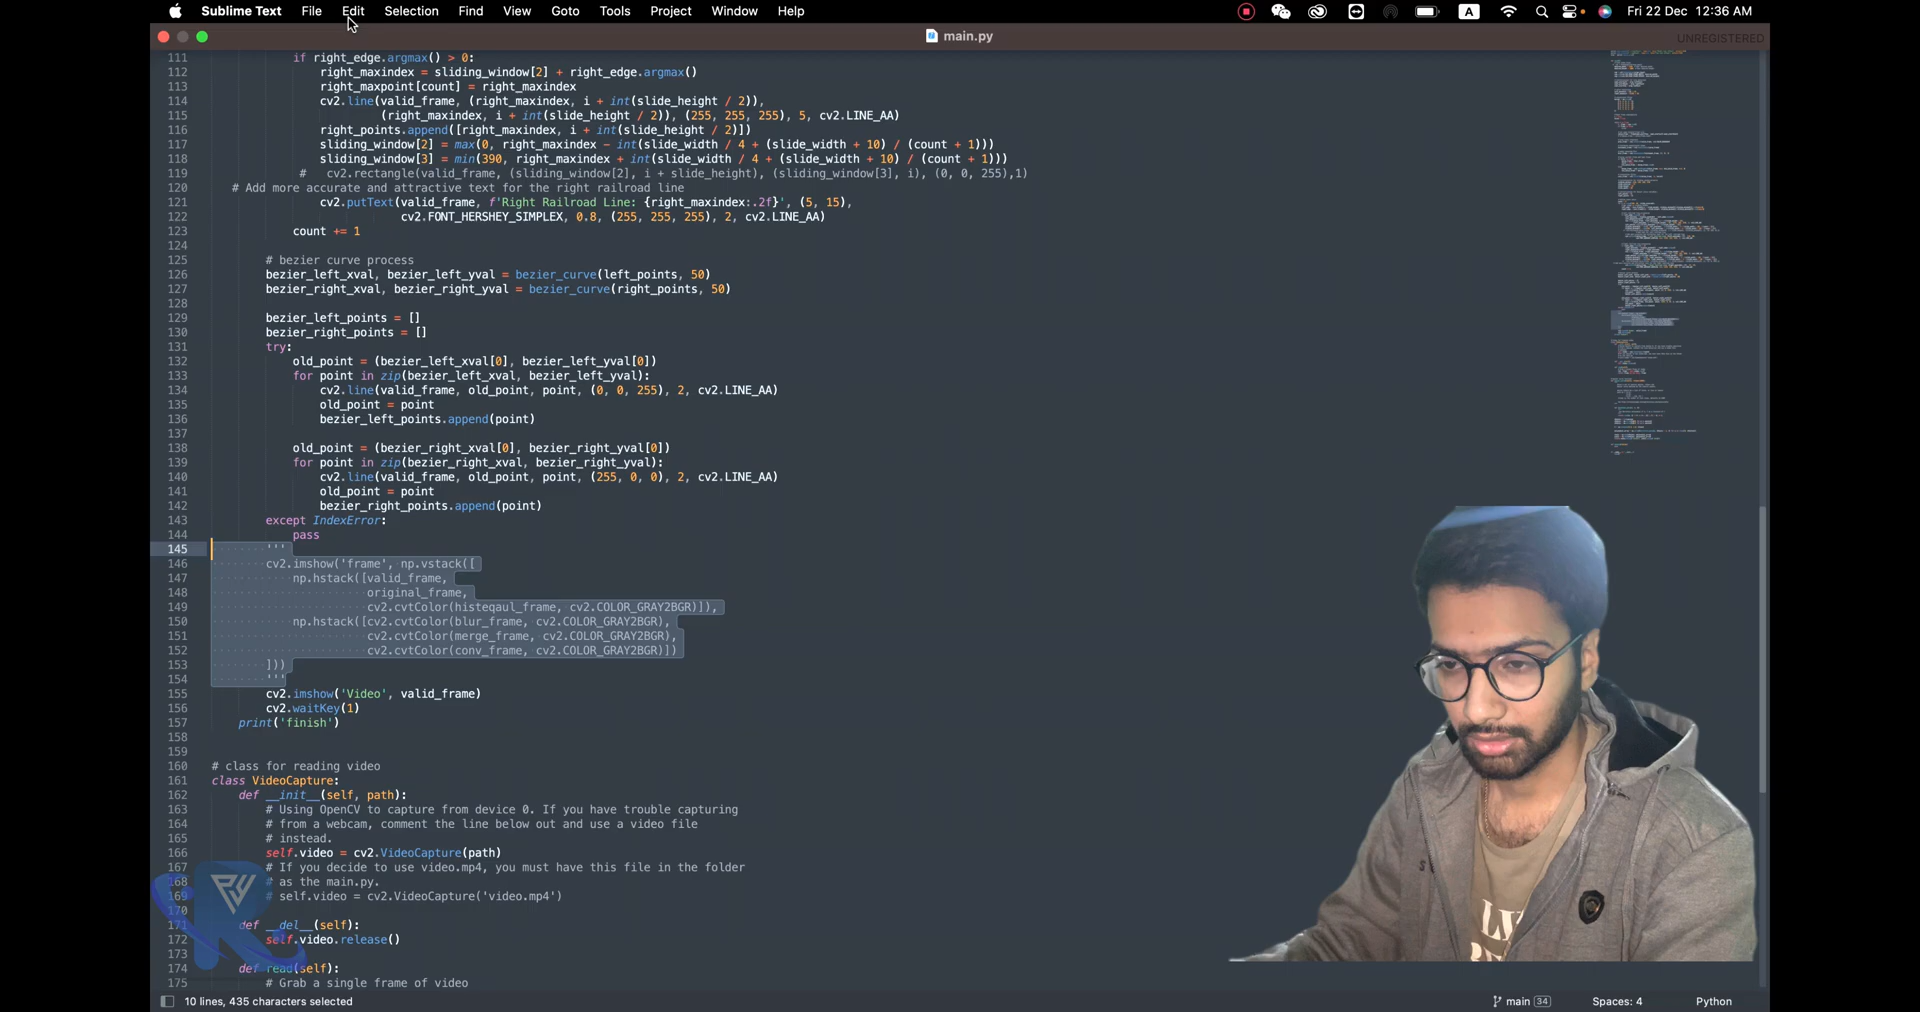 Sublime Text File Edit Selection Find View Goto Tools Project Window Help A Fri 22 Dec 12:36 AM
main.py
UNREGISTERED
111 if right_edge.argmax() > 0:
112 right_maxindex = sliding_window[2] + right_edge.argmax()
113 right_maxpoint[count] = right_maxindex
114 cv2.line(valid_frame, (right_maxindex, i + int(slide_height / 2)),
115 (right_maxindex, i + int(slide_height / 2)), (255, 255, 255), 5, cv2.LINE_AA)
116 right_points.append([right_maxindex, i + int(slide_height / 2)])
117 sliding_window[2] = max(0, right_maxindex - int(slide_width / 4 + (slide_width + 10) / (count + 1)))
118 sliding_window[3] = min(390, right_maxindex + int(slide_width / 4 + (slide_width + 10) / (count + 1)))
119 # cv2.rectangle(valid_frame, (sliding_window[2], i + slide_height), (sliding_window[3], i), (0, 0, 255),1)
120 # Add more accurate and attractive text for the right railroad line
121 cv2.putText(valid_frame, f'Right Railroad Line: {right_maxindex:.2f}', (5, 15),
122 cv2.FONT_HERSHEY_SIMPLEX, 0.8, (255, 255, 255), 2, cv2.LINE_AA)
123 count += 1
124
125 # bezier curve process
126 bezier_left_xval, bezier_left_yval = bezier_curve(left_points, 50)
127 bezier_right_xval, bezier_right_yval = bezier_curve(right_points, 50)
128
129 bezier_left_points = []
130 bezier_right_points = []
131 try:
132 old_point = (bezier_left_xval[0], bezier_left_yval[0])
133 for point in zip(bezier_left_xval, bezier_left_yval):
134 cv2.line(valid_frame, old_point, point, (0, 0, 255), 2, cv2.LINE_AA)
135 old_point = point
136 bezier_left_points.append(point)
137
138 old_point = (bezier_right_xval[0], bezier_right_yval[0])
139 for point in zip(bezier_right_xval, bezier_right_yval):
140 cv2.line(valid_frame, old_point, point, (255, 0, 0), 2, cv2.LINE_AA)
141 old_point = point
142 bezier_right_points.append(point)
143 except IndexError:
144 pass
145 '''
146 cv2.imshow('frame', np.vstack([
147 np.hstack([valid_frame,
148 original_frame,
149 cv2.cvtColor(histeqaul_frame, cv2.COLOR_GRAY2BGR)]),
150 np.hstack([cv2.cvtColor(blur_frame, cv2.COLOR_GRAY2BGR),
151 cv2.cvtColor(merge_frame, cv2.COLOR_GRAY2BGR),
152 cv2.cvtColor(conv_frame, cv2.COLOR_GRAY2BGR)])
153 ]))
154 '''
155 cv2.imshow('Video', valid_frame)
156 cv2.waitKey(1)
157 print('finish')
158
159
160 # class for reading video
161 class VideoCapture:
162 def __init__(self, path):
163 # Using OpenCV to capture from device 0. If you have trouble capturing
164 # from a webcam, comment the line below out and use a video file
165 # instead.
166 self.video = cv2.VideoCapture(path)
167 # If you decide to use video.mp4, you must have this file in the folder
168 # as the main.py.
169 # self.video = cv2.VideoCapture('video.mp4')
170
171 def __del__(self):
172 self.video.release()
173
174 def read(self):
175 # Grab a single frame of video
10 lines, 435 characters selected main 34 Spaces: 4 Python